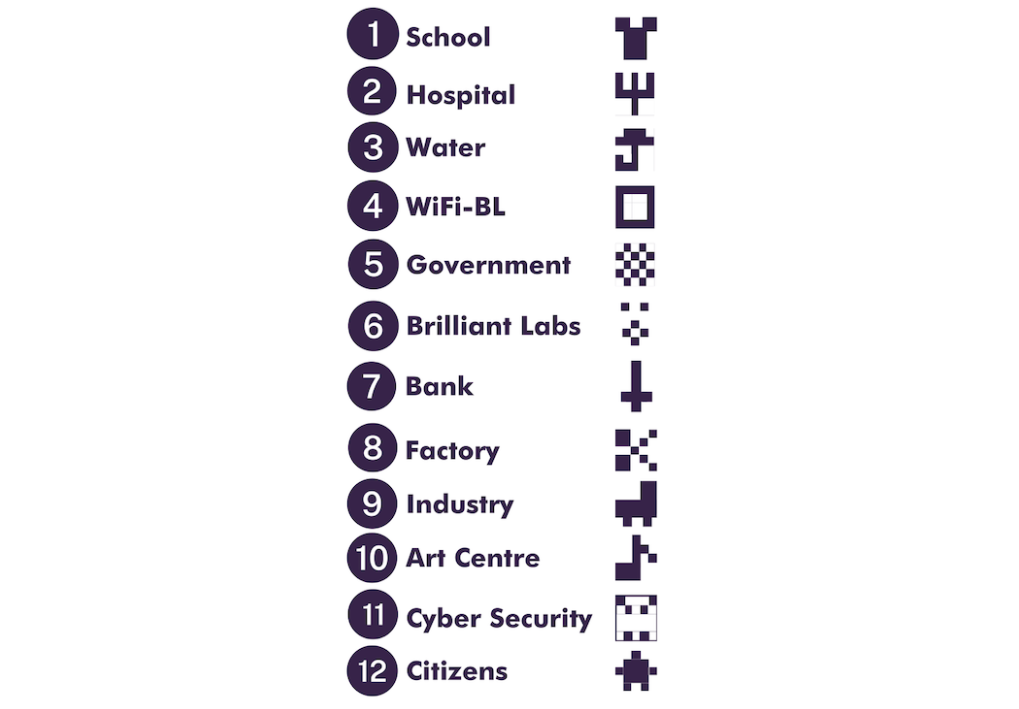 1 School
2 Hospital
3 Water
4 WiFi-BL
5 Government
6 Brilliant Labs
7 Bank
8 Factory
9 Industry
10 Art Centre
11 Cyber Security
12 Citizens